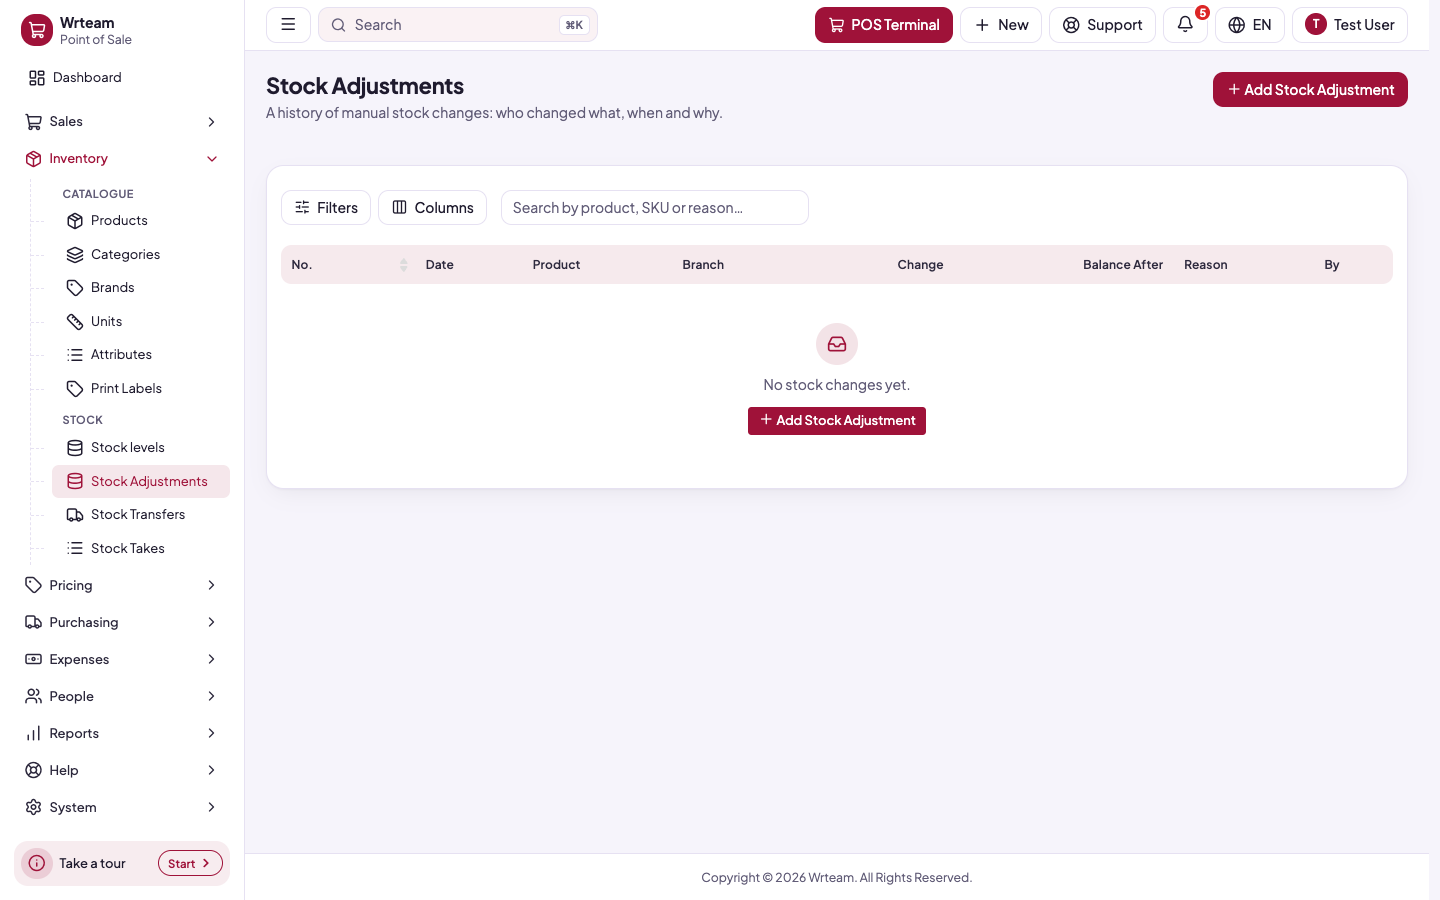 Wrteam
Point of Sale
Dashboard
Sales
Inventory
CATALOGUE
Products
Categories
Brands
Units
Attributes
Print Labels
STOCK
Stock levels
Stock Adjustments
Stock Transfers
Stock Takes
Pricing
Purchasing
Expenses
People
Reports
Help
System
Take a tour Start
Search ⌘K POS Terminal New Support 5 EN T Test User
Stock Adjustments
A history of manual stock changes: who changed what, when and why.
+ Add Stock Adjustment
Filters Columns Search by product, SKU or reason...
No. Date Product Branch Change Balance After Reason By
No stock changes yet.
+ Add Stock Adjustment
Copyright © 2026 Wrteam. All Rights Reserved.